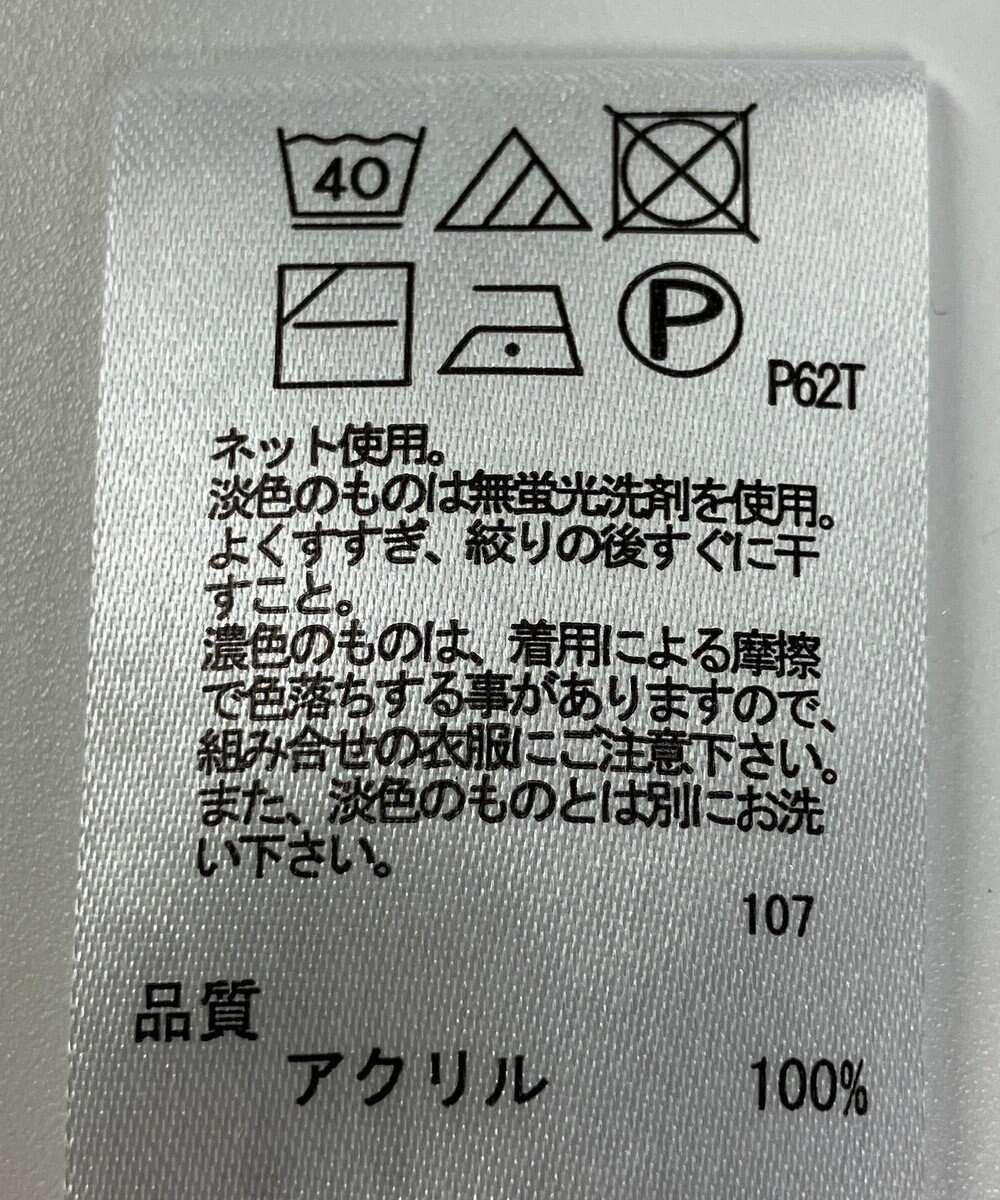 40
P
P62T
ネット使用。
淡色のものは無蛍光洗剤を使用。
よくすすぎ、絞りの後すぐに干
すこと。
濃色のものは、着用による摩擦
で色落ちする事がありますので、
組み合せの衣服にご注意下さい。
また、淡色のものとは別にお洗
い下さい。
107
品質
アクリル 100%